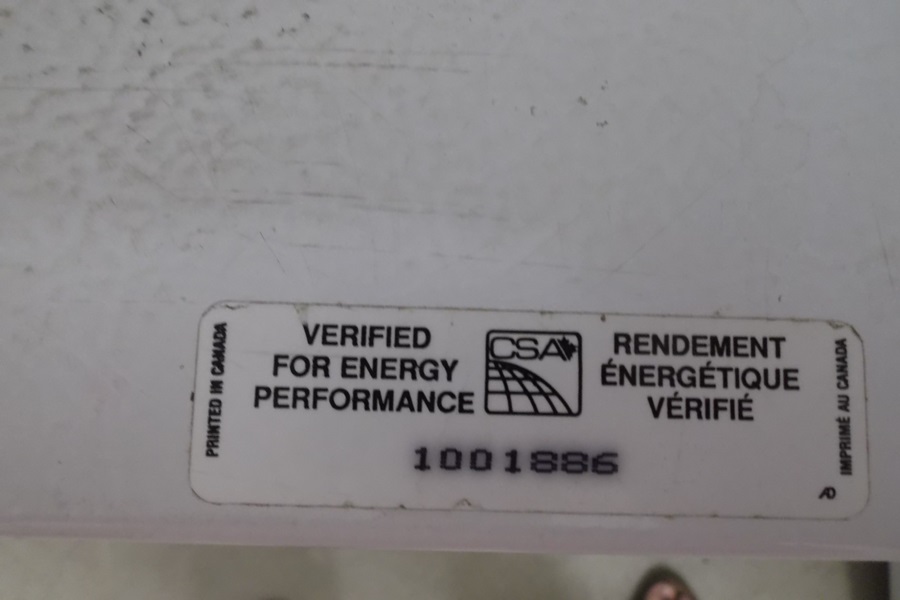 PRINTED IN CANADA
VERIFIED
FOR ENERGY
PERFORMANCE
CSA
RENDEMENT
ÉNERGÉTIQUE
VÉRIFIÉ
1001886
IMPRIMÉ AU CANADA